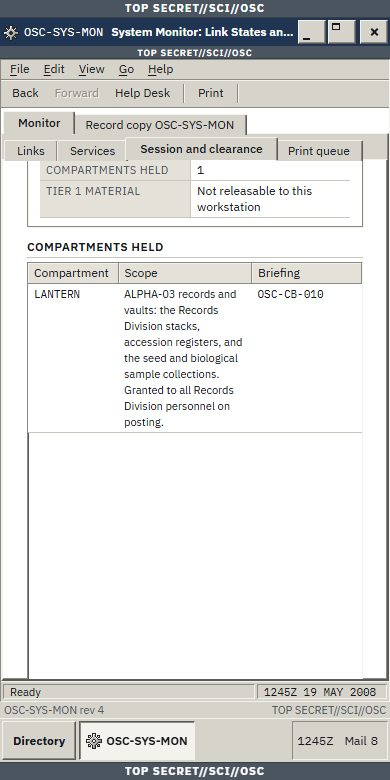 TOP SECRET//SCI//OSC
OSC-SYS-MON System Monitor: Link States an...
TOP SECRET//SCI//OSC
File Edit View Go Help
Back Forward Help Desk Print
Monitor Record copy OSC-SYS-MON
Links Services Session and clearance Print queue
COMPARTMENTS HELD 1
TIER 1 MATERIAL Not releasable to this
workstation
COMPARTMENTS HELD
Compartment Scope Briefing
LANTERN ALPHA-03 records and OSC-CB-010
vaults: the Records
Division stacks,
accession registers, and
the seed and biological
sample collections.
Granted to all Records
Division personnel on
posting.
Ready 1245Z 19 MAY 2008
OSC-SYS-MON rev 4 TOP SECRET//SCI//OSC
Directory OSC-SYS-MON 1245Z Mail 8
TOP SECRET//SCI//OSC